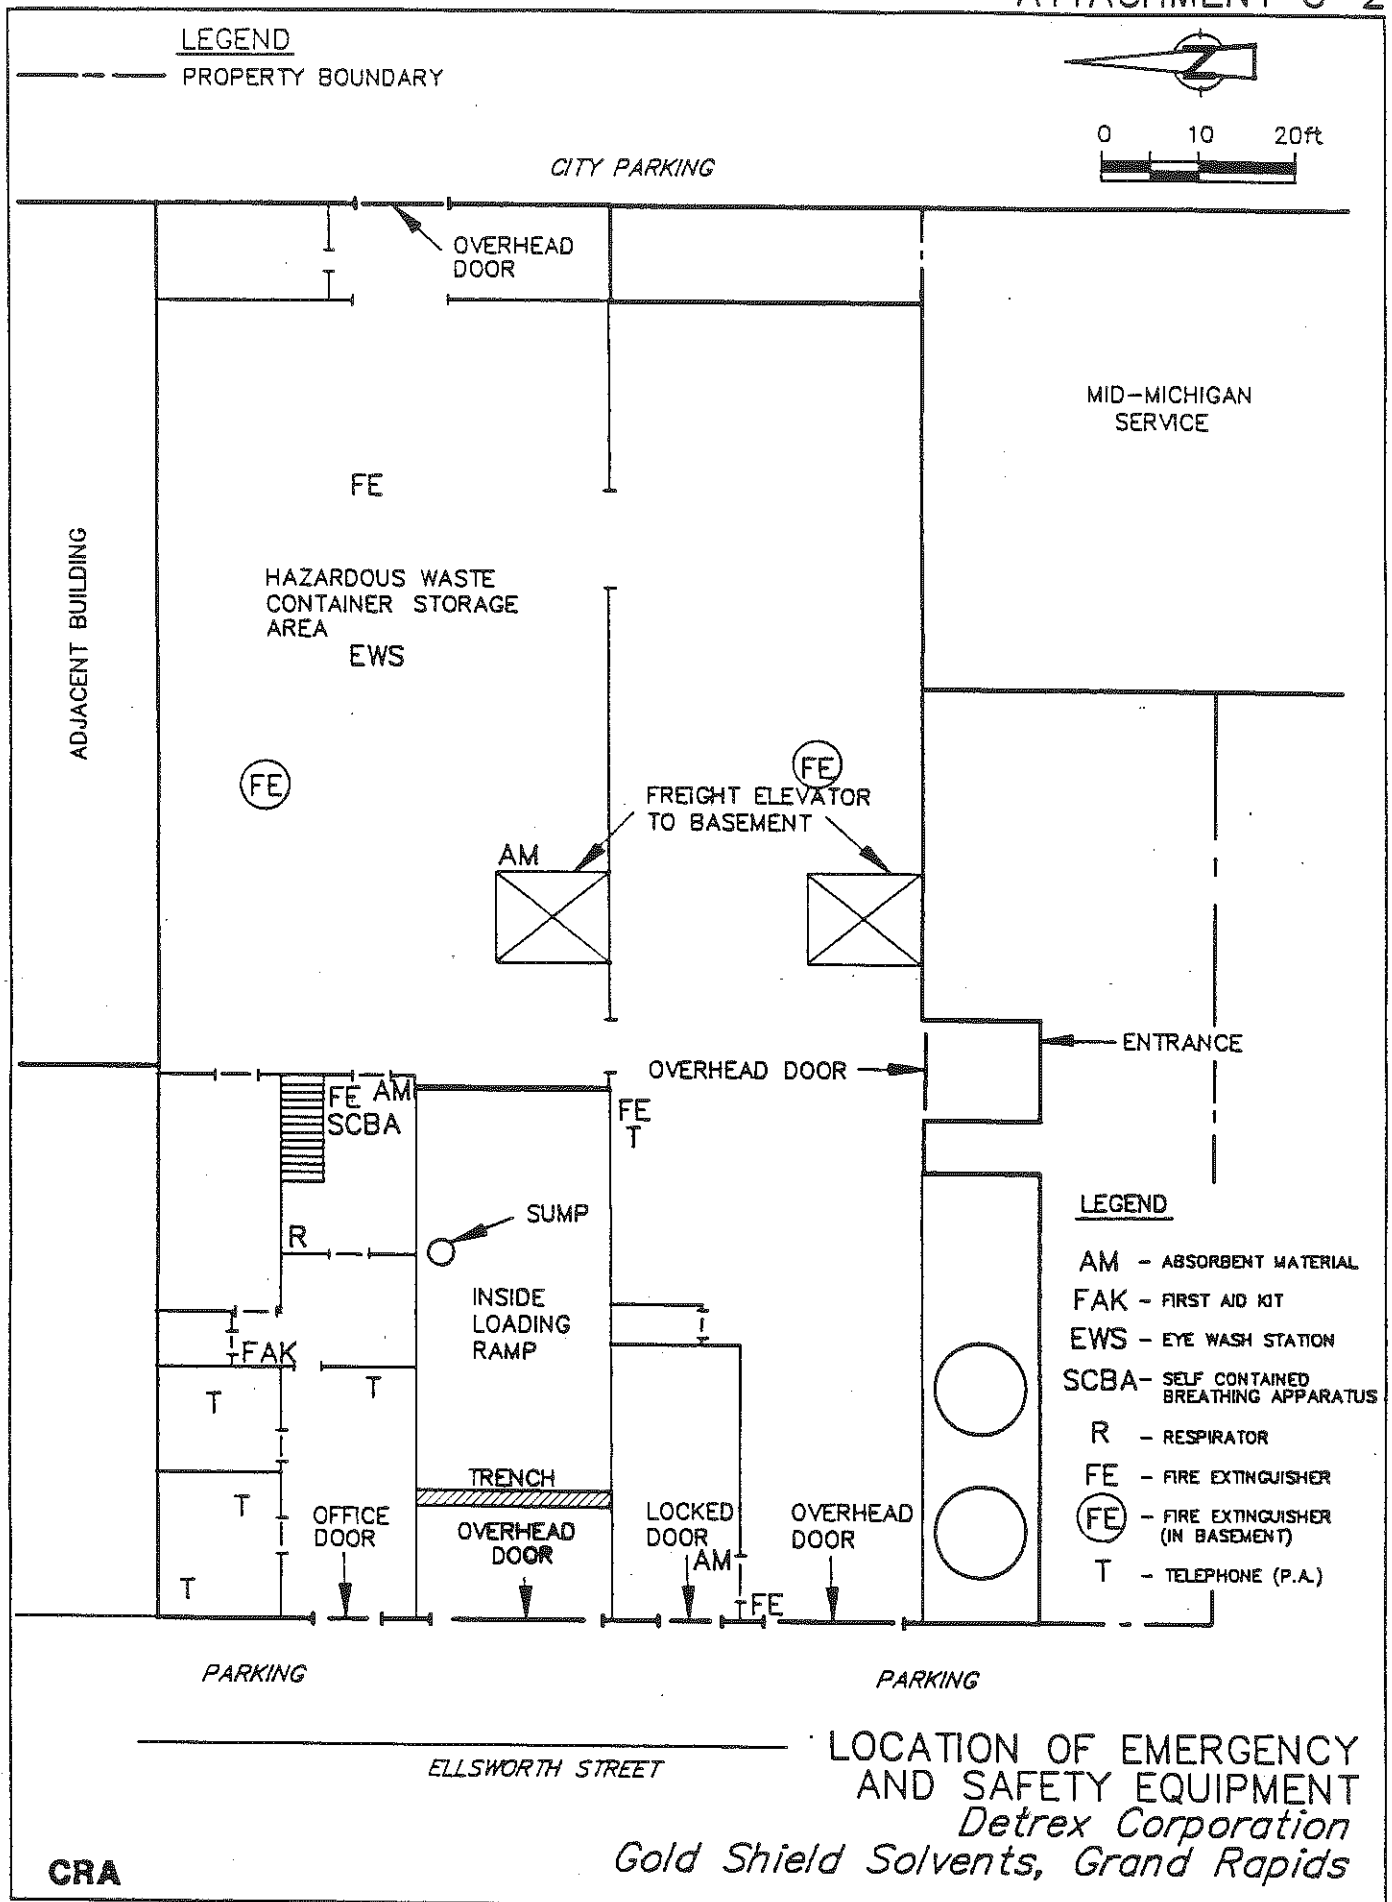 ATTACHMENT
LEGEND
PROPERTY BOUNDARY
N
0 10 20ft
CITY PARKING
OVERHEAD
DOOR
MID-MICHIGAN
SERVICE
FE
HAZARDOUS WASTE
CONTAINER STORAGE
AREA
EWS
ADJACENT BUILDING
FE
FE
FREIGHT ELEVATOR
TO BASEMENT
AM
ENTRANCE
OVERHEAD DOOR
FE AM
SCBA
FE
T
SUMP
R
INSIDE
LOADING
RAMP
FAK
T
T
T
T
TRENCH
OFFICE
DOOR
OVERHEAD
DOOR
LOCKED
DOOR
OVERHEAD
DOOR
AM
FE
LEGEND
AM - ABSORBENT MATERIAL
FAK - FIRST AID KIT
EWS - EYE WASH STATION
SCBA - SELF CONTAINED
BREATHING APPARATUS
R - RESPIRATOR
FE - FIRE EXTINGUISHER
FE - FIRE EXTINGUISHER
(IN BASEMENT)
T - TELEPHONE (P.A.)
PARKING
PARKING
ELLSWORTH STREET
LOCATION OF EMERGENCY
AND SAFETY EQUIPMENT
Detrex Corporation
Gold Shield Solvents, Grand Rapids
CRA